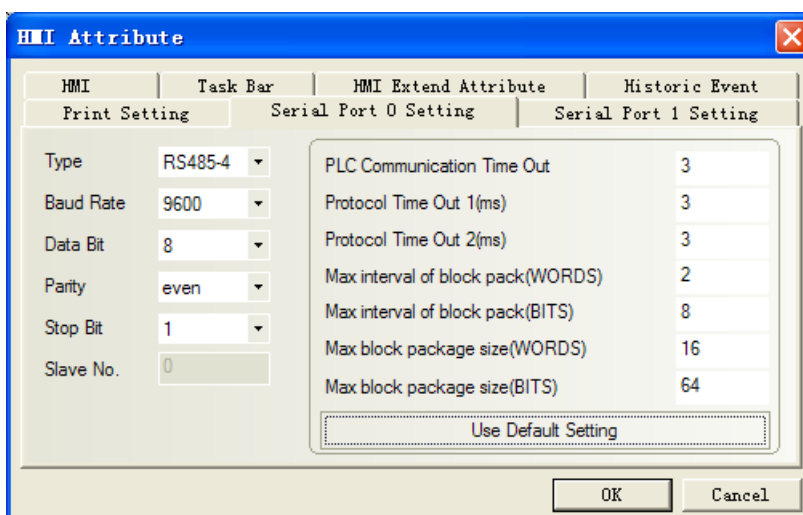 HMI Attribute
HMI Task Bar HMI Extend Attribute Historic Event
Print Setting Serial Port 0 Setting Serial Port 1 Setting
Type RS485-4
Baud Rate 9600
Data Bit 8
Parity even
Stop Bit 1
Slave No. 0
PLC Communication Time Out 3
Protocol Time Out 1(ms) 3
Protocol Time Out 2(ms) 3
Max interval of block pack(WORDS) 2
Max interval of block pack(BITS) 8
Max block package size(WORDS) 16
Max block package size(BITS) 64
Use Default Setting
OK Cancel